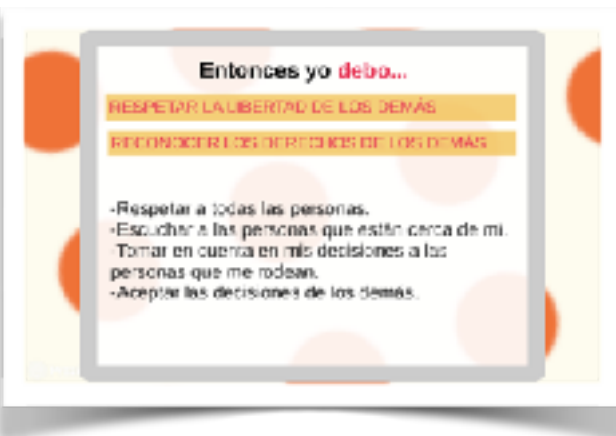 Entonces yo debo...
RESPETAR LA LIBERTAD DE LOS DEMÁS
RECONOCER LOS DERECHOS DE LOS DEMÁS
-Respetar a todas las personas.
-Escuchar a las personas que están cerca de mi.
-Tomar en cuenta en mis decisiones a las
personas que me rodean.
-Aceptar las decisiones de los demás.